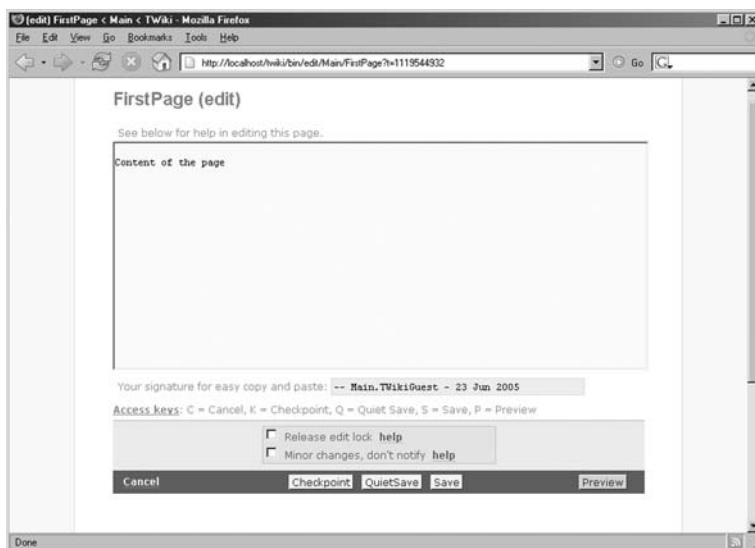 (edit) FirstPage < Main < TWiki - Mozilla Firefox
File Edit View Go Bookmarks Tools Help
http://localhost/twiki/bin/edit/Main/FirstPage?t=1119544932 Go G
FirstPage (edit)
See below for help in editing this page.
Content of the page
Your signature for easy copy and paste: -- Main.TWikiGuest - 23 Jun 2005
Access keys: C = Cancel, K = Checkpoint, Q = Quiet Save, S = Save, P = Preview
Release edit lock help
Minor changes, don't notify help
Cancel Checkpoint QuietSave Save Preview
Done